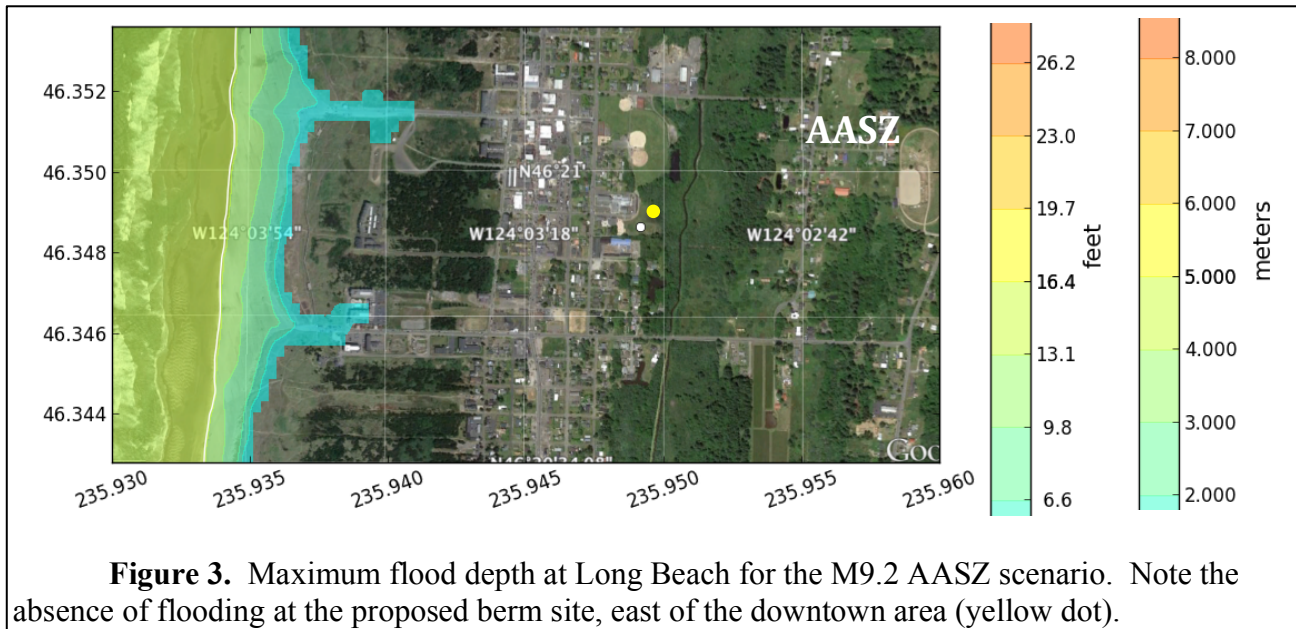 46.352
46.350
46.348
46.346
46.344
AASZ
N46°21'
W124°03'54"
W124°03'18"
W124°02'42"
Goo
235.930
235.935
235.940
235.945
235.950
235.955
235.960
26.2
23.0
19.7
16.4
13.1
9.8
6.6
feet
8.000
7.000
6.000
5.000
4.000
3.000
2.000
meters
Figure 3. Maximum flood depth at Long Beach for the M9.2 AASZ scenario. Note the
absence of flooding at the proposed berm site, east of the downtown area (yellow dot).